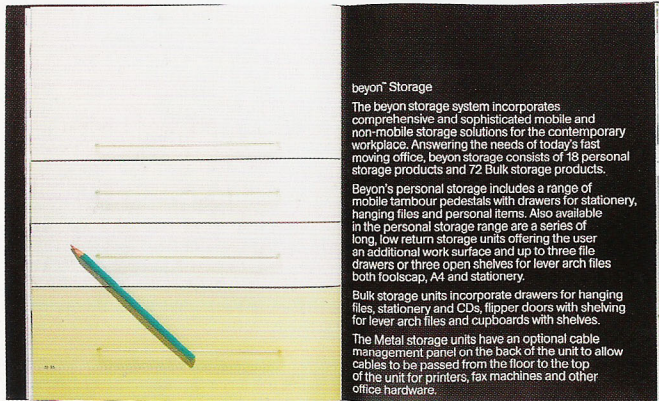 beyon™ Storage
The beyon storage system incorporates
comprehensive and sophisticated mobile and
non-mobile storage solutions for the contemporary
workplace. Answering the needs of today's fast
moving office, beyon storage consists of 18 personal
storage products and 72 Bulk storage products.
Beyon's personal storage includes a range of
mobile tambour pedestals with drawers for stationery,
hanging files and personal items. Also available
in the personal storage range are a series of
long, low return storage units offering the user
an additional work surface and up to three file
drawers or three open shelves for lever arch files
both foolscap, A4 and stationery.
Bulk storage units incorporate drawers for hanging
files, stationery and CDs, flipper doors with shelving
for lever arch files and cupboards with shelves.
The Metal storage units have an optional cable
management panel on the back of the unit to allow
cables to be passed from the floor to the top
of the unit for printers, fax machines and other
office hardware.